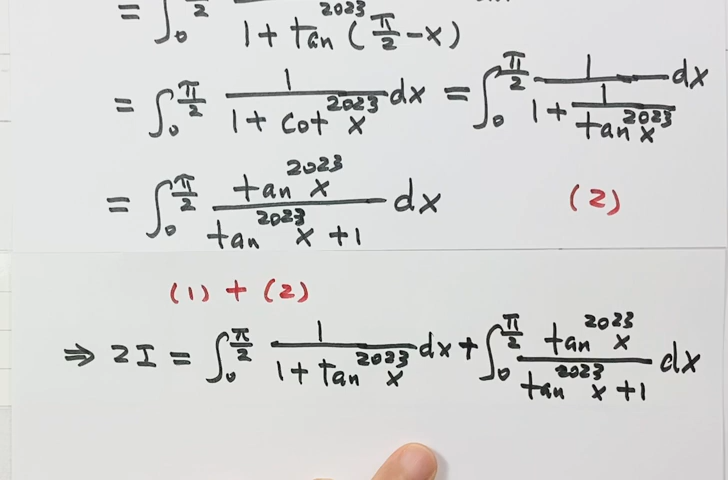 = ∫₀^(π/2) 1/(1 + tan^2023(π/2 - x))
= ∫₀^(π/2) 1/(1 + cot^2023 x) dx = ∫₀^(π/2) 1/(1 + 1/(tan^2023 x)) dx
= ∫₀^(π/2) (tan^2023 x)/(tan^2023 x + 1) dx (2)
(1) + (2)
⇒ 2I = ∫₀^(π/2) 1/(1 + tan^2023 x) dx + ∫₀^(π/2) (tan^2023 x)/(tan^2023 x + 1) dx